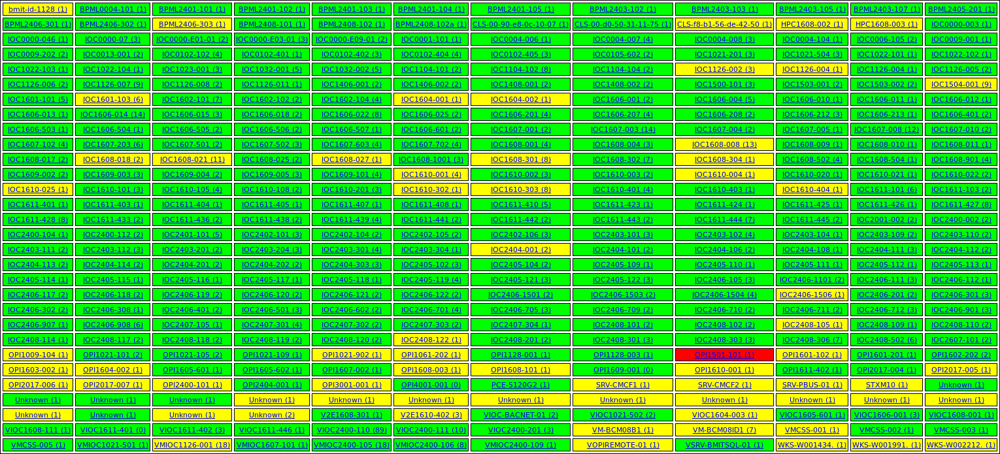 bmit-id-1128 (1) BPML0004-101 (1) BPML2401-101 (1) BPML2401-102 (1) BPML2401-103 (1) BPML2401-104 (1) BPML2401-105 (1) BPML2403-102 (1) BPML2403-103 (1) BPML2403-105 (1) BPML2403-107 (1) BPML2405-201 (1)
BPML2406-301 (1) BPML2406-302 (1) BPML2406-303 (1) BPML2408-101 (1) BPML2408-102 (1) BPML2408-102a (1) CLS-00-90-e8-0c-10-07 (1) CLS-00-d0-50-31-11-75 (1) CLS-f8-b1-56-de-42-50 (1) HPC1608-002 (1) HPC1608-003 (1) IOC0000-003 (1)
IOC0000-046 (1) IOC0000-07 (3) IOC0000-E01-01 (2) IOC0000-E03-01 (3) IOC0000-E09-01 (2) IOC0001-101 (1) IOC0004-006 (1) IOC0004-007 (4) IOC0004-008 (3) IOC0004-104 (1) IOC0006-105 (2) IOC0009-001 (1)
IOC0009-202 (2) IOC0013-001 (2) IOC0102-102 (4) IOC0102-401 (1) IOC0102-402 (3) IOC0102-404 (4) IOC0102-405 (3) IOC0105-602 (2) IOC1021-201 (3) IOC1021-504 (3) IOC1022-101 (1) IOC1022-102 (1)
IOC1022-103 (1) IOC1022-104 (1) IOC1023-001 (3) IOC1032-001 (5) IOC1032-002 (5) IOC1104-101 (2) IOC1104-102 (8) IOC1104-104 (2) IOC1126-002 (3) IOC1126-004 (1) IOC1126-004 (1) IOC1126-005 (2)
IOC1126-006 (2) IOC1126-007 (9) IOC1126-008 (2) IOC1126-011 (1) IOC1406-001 (2) IOC1406-002 (2) IOC1408-001 (2) IOC1408-002 (2) IOC1500-101 (3) IOC1503-001 (2) IOC1503-002 (2) IOC1504-001 (9)
IOC1601-101 (5) IOC1601-103 (6) IOC1602-101 (7) IOC1602-102 (2) IOC1602-104 (4) IOC1604-001 (1) IOC1604-002 (1) IOC1606-001 (2) IOC1606-004 (5) IOC1606-010 (1) IOC1606-011 (1) IOC1606-012 (1)
IOC1606-013 (1) IOC1606-014 (14) IOC1606-015 (3) IOC1606-018 (2) IOC1606-022 (8) IOC1606-025 (2) IOC1606-201 (4) IOC1606-207 (4) IOC1606-208 (2) IOC1606-212 (3) IOC1606-213 (1) IOC1606-401 (2)
IOC1606-503 (1) IOC1606-504 (1) IOC1606-505 (2) IOC1606-506 (2) IOC1606-507 (1) IOC1606-601 (2) IOC1607-001 (2) IOC1607-003 (14) IOC1607-004 (2) IOC1607-005 (1) IOC1607-008 (12) IOC1607-010 (2)
IOC1607-102 (4) IOC1607-203 (6) IOC1607-501 (2) IOC1607-502 (3) IOC1607-603 (4) IOC1607-702 (4) IOC1608-001 (4) IOC1608-004 (3) IOC1608-008 (13) IOC1608-009 (1) IOC1608-010 (1) IOC1608-011 (1)
IOC1608-017 (2) IOC1608-018 (2) IOC1608-021 (11) IOC1608-025 (2) IOC1608-027 (1) IOC1608-1001 (3) IOC1608-301 (8) IOC1608-302 (7) IOC1608-304 (1) IOC1608-502 (4) IOC1608-504 (1) IOC1608-901 (4)
IOC1609-002 (2) IOC1609-003 (3) IOC1609-004 (2) IOC1609-005 (3) IOC1609-101 (4) IOC1610-001 (4) IOC1610-002 (3) IOC1610-003 (2) IOC1610-004 (1) IOC1610-020 (1) IOC1610-021 (1) IOC1610-022 (2)
IOC1610-025 (1) IOC1610-101 (3) IOC1610-105 (4) IOC1610-108 (2) IOC1610-201 (3) IOC1610-302 (1) IOC1610-303 (8) IOC1610-401 (4) IOC1610-403 (1) IOC1610-404 (1) IOC1611-101 (6) IOC1611-103 (2)
IOC1611-401 (1) IOC1611-403 (1) IOC1611-404 (1) IOC1611-405 (1) IOC1611-407 (1) IOC1611-408 (1) IOC1611-410 (5) IOC1611-423 (1) IOC1611-424 (1) IOC1611-425 (1) IOC1611-426 (1) IOC1611-427 (8)
IOC1611-428 (8) IOC1611-433 (2) IOC1611-436 (2) IOC1611-438 (2) IOC1611-439 (4) IOC1611-441 (2) IOC1611-442 (2) IOC1611-443 (2) IOC1611-444 (7) IOC1611-445 (2) IOC2001-002 (2) IOC2400-002 (2)
IOC2400-104 (1) IOC2400-112 (2) IOC2401-101 (5) IOC2402-101 (3) IOC2402-104 (2) IOC2402-105 (2) IOC2402-106 (3) IOC2403-101 (3) IOC2403-102 (4) IOC2403-104 (1) IOC2403-109 (2) IOC2403-110 (2)
IOC2403-111 (2) IOC2403-112 (3) IOC2403-201 (2) IOC2403-204 (3) IOC2403-301 (4) IOC2403-304 (1) IOC2404-001 (2) IOC2404-101 (2) IOC2404-106 (2) IOC2404-108 (1) IOC2404-111 (3) IOC2404-112 (2)
IOC2404-113 (2) IOC2404-114 (2) IOC2404-201 (2) IOC2404-202 (2) IOC2404-303 (3) IOC2405-102 (3) IOC2405-104 (2) IOC2405-109 (1) IOC2405-110 (1) IOC2405-111 (1) IOC2405-112 (1) IOC2405-113 (1)
IOC2405-114 (1) IOC2405-115 (1) IOC2405-116 (1) IOC2405-117 (1) IOC2405-118 (1) IOC2405-119 (4) IOC2405-121 (3) IOC2405-122 (3) IOC2406-105 (3) IOC2406-1101 (2) IOC2406-111 (3) IOC2406-112 (1)
IOC2406-117 (2) IOC2406-118 (2) IOC2406-119 (2) IOC2406-120 (2) IOC2406-121 (2) IOC2406-122 (2) IOC2406-1501 (2) IOC2406-1503 (2) IOC2406-1504 (4) IOC2406-1506 (1) IOC2406-201 (2) IOC2406-301 (3)
IOC2406-302 (2) IOC2406-308 (1) IOC2406-401 (2) IOC2406-501 (3) IOC2406-602 (2) IOC2406-701 (4) IOC2406-705 (3) IOC2406-709 (2) IOC2406-710 (2) IOC2406-711 (2) IOC2406-712 (3) IOC2406-901 (3)
IOC2406-907 (1) IOC2406-908 (6) IOC2407-105 (1) IOC2407-301 (4) IOC2407-302 (2) IOC2407-303 (2) IOC2407-304 (1) IOC2408-101 (2) IOC2408-102 (2) IOC2408-105 (1) IOC2408-109 (1) IOC2408-110 (2)
IOC2408-114 (1) IOC2408-117 (2) IOC2408-118 (2) IOC2408-119 (2) IOC2408-120 (2) IOC2408-122 (1) IOC2408-201 (2) IOC2408-301 (3) IOC2408-303 (3) IOC2408-306 (7) IOC2408-502 (6) IOC2607-101 (2)
OPI1009-104 (1) OPI1021-101 (2) OPI1021-105 (2) OPI1021-109 (1) OPI1021-902 (1) OPI1061-202 (1) OPI1128-001 (1) OPI1128-003 (1) OPI1501-101 (1) OPI1601-102 (1) OPI1601-201 (1) OPI1602-202 (2)
OPI1603-002 (1) OPI1604-002 (1) OPI1605-601 (1) OPI1605-602 (1) OPI1607-002 (1) OPI1608-003 (1) OPI1608-101 (1) OPI1609-001 (0) OPI1610-001 (1) OPI1611-402 (1) OPI2017-004 (1) OPI2017-005 (1)
OPI2017-006 (1) OPI2017-007 (1) OPI2400-101 (1) OPI2404-001 (1) OPI3001-001 (1) OPI4001-001 (0) PCE-5120G2 (1) SRV-CMCF1 (1) SRV-CMCF2 (1) SRV-PBUS-01 (1) STXM10 (1) Unknown (1)
Unknown (1) Unknown (1) Unknown (1) Unknown (1) Unknown (1) Unknown (1) Unknown (1) Unknown (1) Unknown (1) Unknown (1) Unknown (1) Unknown (1)
Unknown (1) Unknown (1) Unknown (1) Unknown (2) V2E1608-301 (1) V2E1610-402 (3) VIOC-BACNET-01 (2) VIOC1021-502 (2) VIOC1604-003 (1) VIOC1605-601 (1) VIOC1606-001 (3) VIOC1608-001 (1)
VIOC1608-111 (1) VIOC1611-401 (0) VIOC1611-402 (3) VIOC1611-446 (1) VIOC2400-110 (89) VIOC2400-111 (10) VIOC2400-201 (3) VM-BCM08B1 (1) VM-BCM08ID1 (7) VMCSS-001 (1) VMCSS-002 (1) VMCSS-003 (1)
VMCSS-005 (1) VMIOC1021-501 (1) VMIOC1126-001 (18) VMIOC1607-101 (1) VMIOC2400-105 (18) VMIOC2400-106 (8) VMIOC2400-109 (1) VOPIREMOTE-01 (1) VSRV-BMITSQL-01 (1) WKS-W001434. (1) WKS-W001991. (1) WKS-W002212. (1)